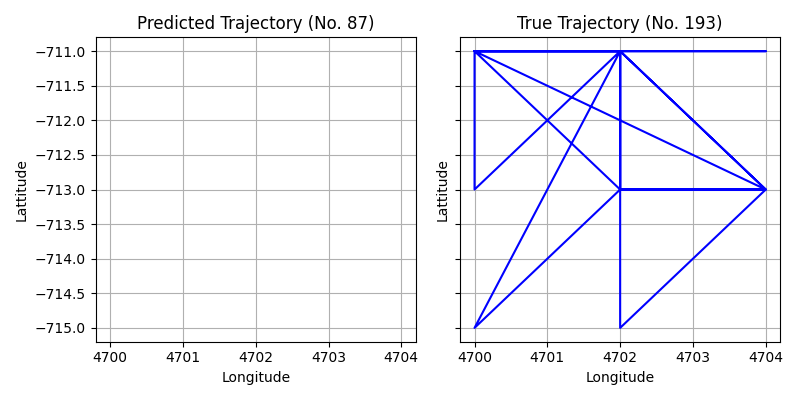 Predicted Trajectory (No. 87)
True Trajectory (No. 193)
−711.0
−711.5
−712.0
−712.5
−713.0
−713.5
−714.0
−714.5
−715.0
Lattitude
Lattitude
4700 4701 4702 4703 4704
4700 4701 4702 4703 4704
Longitude
Longitude